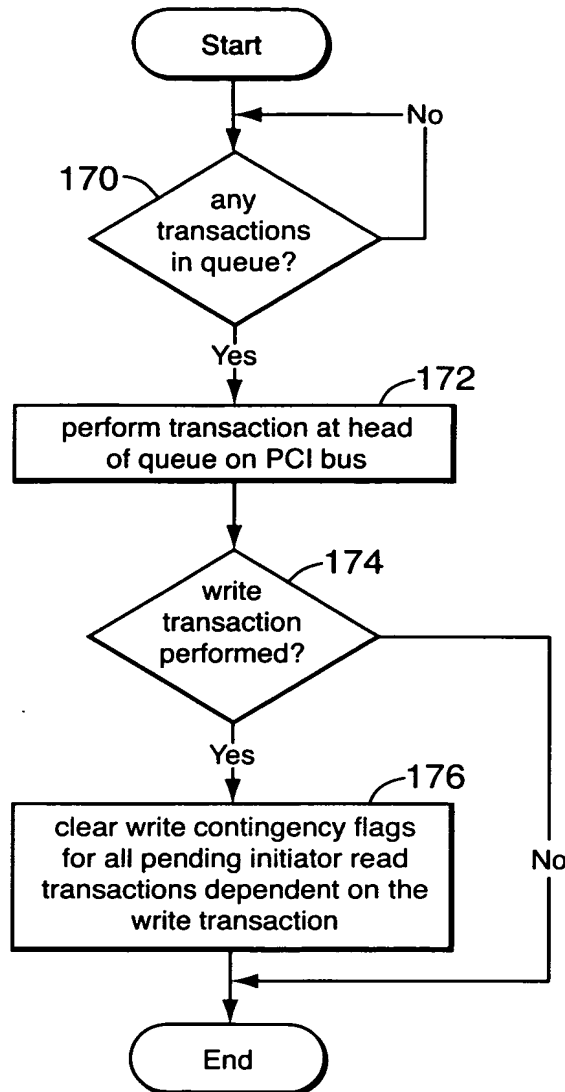 Start
No
170
any
transactions
in queue?
Yes
172
perform transaction at head
of queue on PCI bus
174
write
transaction
performed?
Yes
176
clear write contingency flags
for all pending initiator read
transactions dependent on the
write transaction
No
End